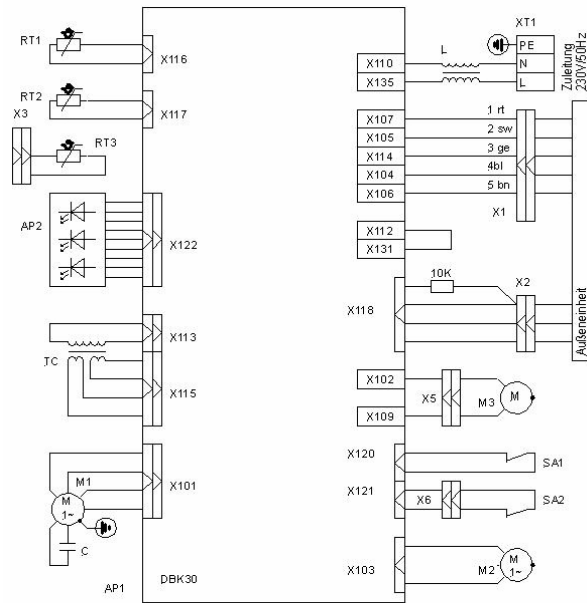 RT1
X116
RT2
X117
X3
RT3
AP2
X122
X113
TC
X115
X101
M1
M
1~
C
AP1
DBK30
XT1
L
PE
X110
N
X135
L
Zuleitung
230V/50Hz
X107
1 rt
X105
2 sw
X114
3 ge
X104
4bl
X106
5 bn
X1
X112
X131
10K
X2
X118
Außeneinheit
X102
X5
M3
M
X109
X120
SA1
X121
X6
SA2
X103
M2
M
1~